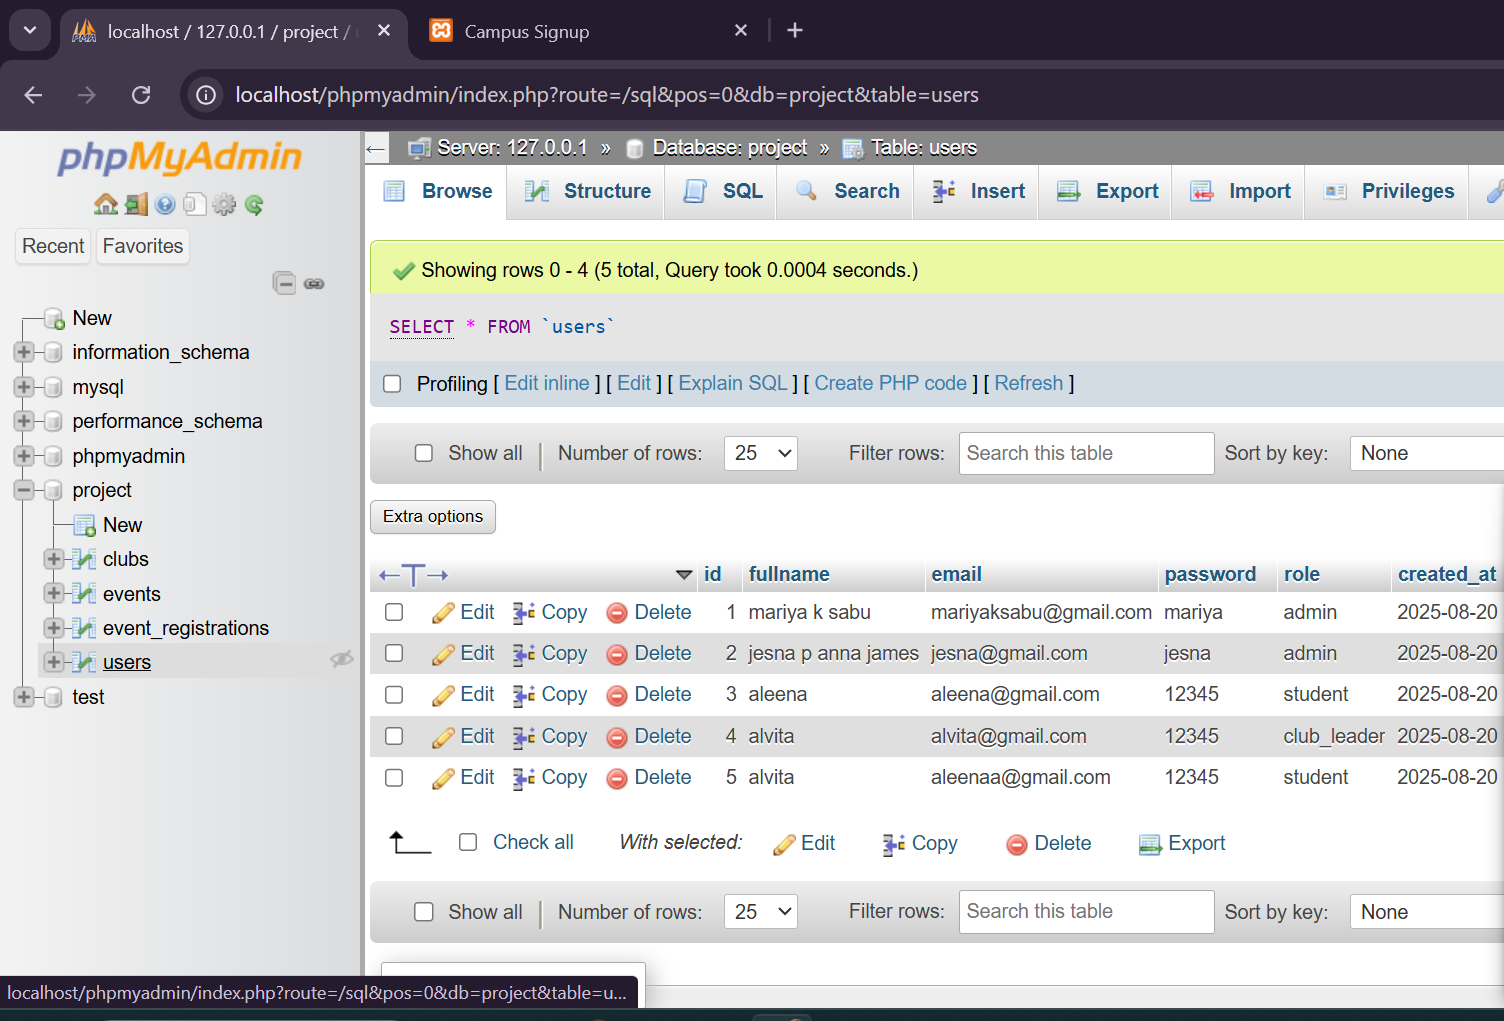 localhost / 127.0.0.1 / project /
Campus Signup
localhost/phpmyadmin/index.php?route=/sql&pos=0&db=project&table=users
phpMyAdmin
Recent Favorites
New
information_schema
mysql
performance_schema
phpmyadmin
project
New
clubs
events
event_registrations
users
test
Server: 127.0.0.1 » Database: project » Table: users
Browse Structure SQL Search Insert Export Import Privileges
Showing rows 0 - 4 (5 total, Query took 0.0004 seconds.)
SELECT * FROM `users`
Profiling [ Edit inline ] [ Edit ] [ Explain SQL ] [ Create PHP code ] [ Refresh ]
Show all | Number of rows: 25 Filter rows: Search this table Sort by key: None
Extra options
id fullname email password role created_at
Edit Copy Delete 1 mariya k sabu mariyaksabu@gmail.com mariya admin 2025-08-20
Edit Copy Delete 2 jesna p anna james jesna@gmail.com jesna admin 2025-08-20
Edit Copy Delete 3 aleena aleena@gmail.com 12345 student 2025-08-20
Edit Copy Delete 4 alvita alvita@gmail.com 12345 club_leader 2025-08-20
Edit Copy Delete 5 alvita aleenaa@gmail.com 12345 student 2025-08-20
Check all With selected: Edit Copy Delete Export
Show all | Number of rows: 25 Filter rows: Search this table Sort by key: None
localhost/phpmyadmin/index.php?route=/sql&pos=0&db=project&table=u...